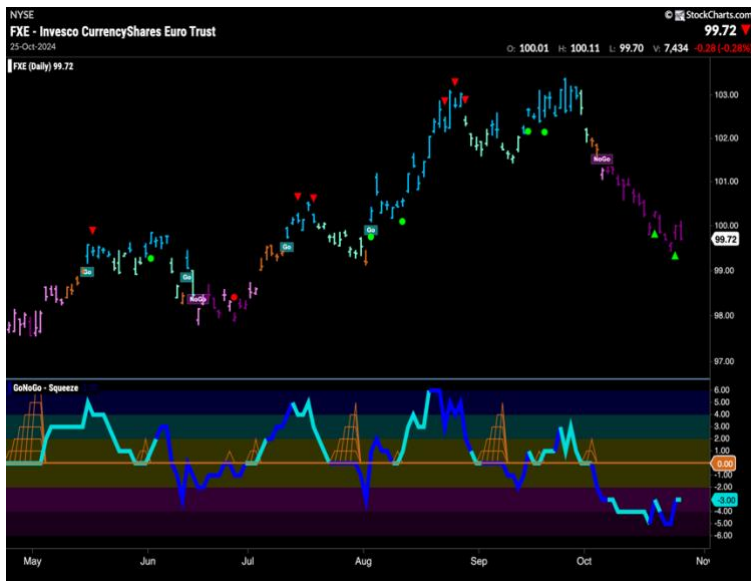 NYSE
© StockCharts.com
FXE - Invesco CurrencyShares Euro Trust
99.72
25-Oct-2024
O: 100.01 H: 100.11 L: 99.70 V: 7,434 -0.28 (-0.28%)
FXE (Daily) 99.72
103.00
102.00
101.00
100.00
99.72
99.00
98.00
97.00
Go
Go
NoGo
Go
Go
NoGo
GoNoGo - Squeeze
6.00
5.00
4.00
3.00
2.00
1.00
0.00
-1.00
-2.00
-3.00
-4.00
-5.00
-6.00
May Jun Jul Aug Sep Oct Nov